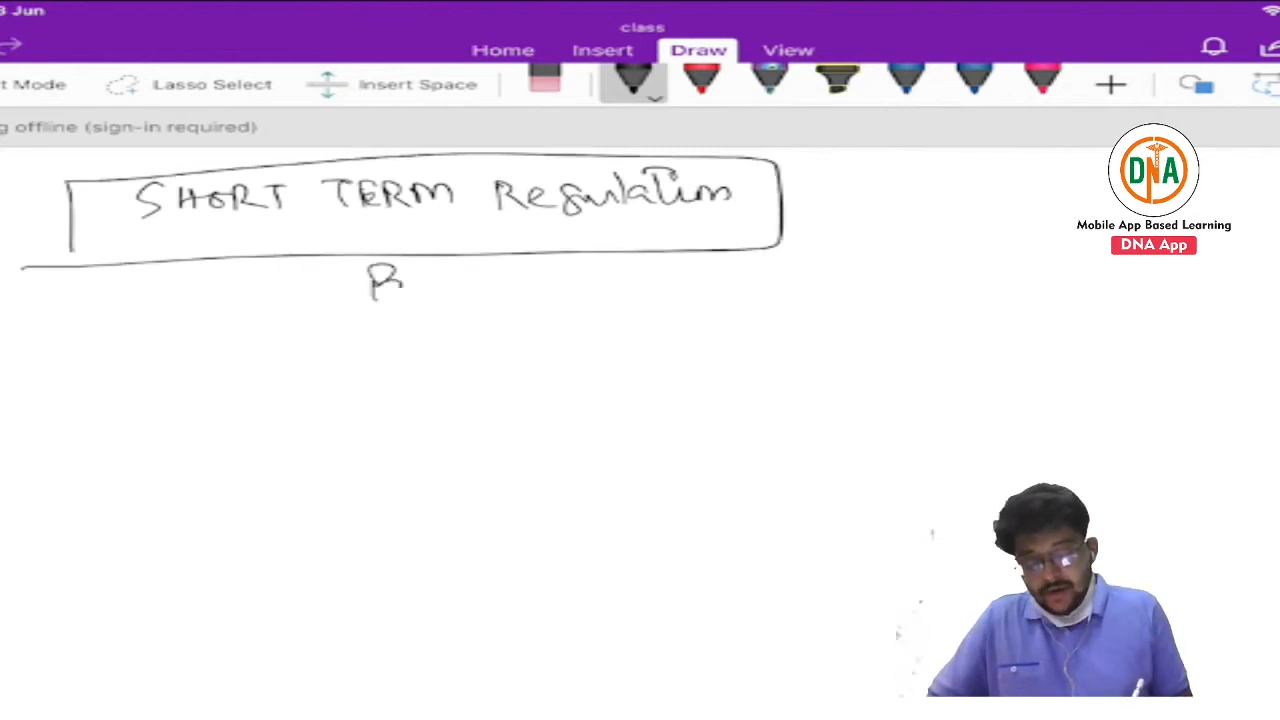 3 Jun
class
Home Insert Draw View
t Mode Lasso Select Insert Space
g offline (sign-in required)
SHORT TERM Regulation
R
DNA
Mobile App Based Learning
DNA App